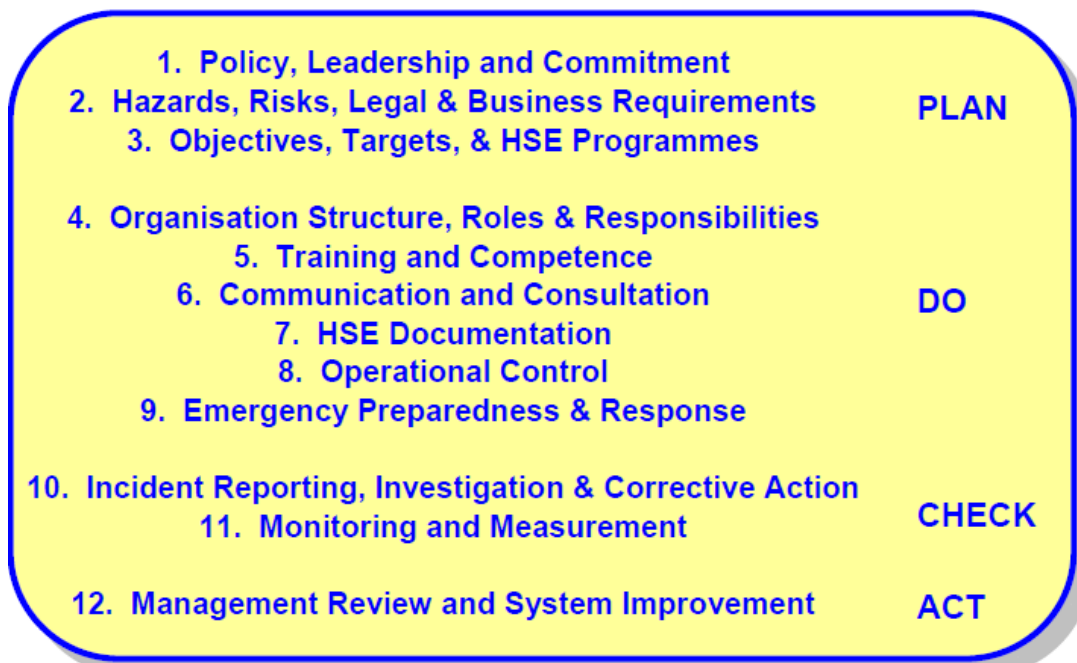 1. Policy, Leadership and Commitment
2. Hazards, Risks, Legal & Business Requirements
PLAN
3. Objectives, Targets, & HSE Programmes
4. Organisation Structure, Roles & Responsibilities
5. Training and Competence
6. Communication and Consultation
DO
7. HSE Documentation
8. Operational Control
9. Emergency Preparedness & Response
10. Incident Reporting, Investigation & Corrective Action
CHECK
11. Monitoring and Measurement
12. Management Review and System Improvement
ACT